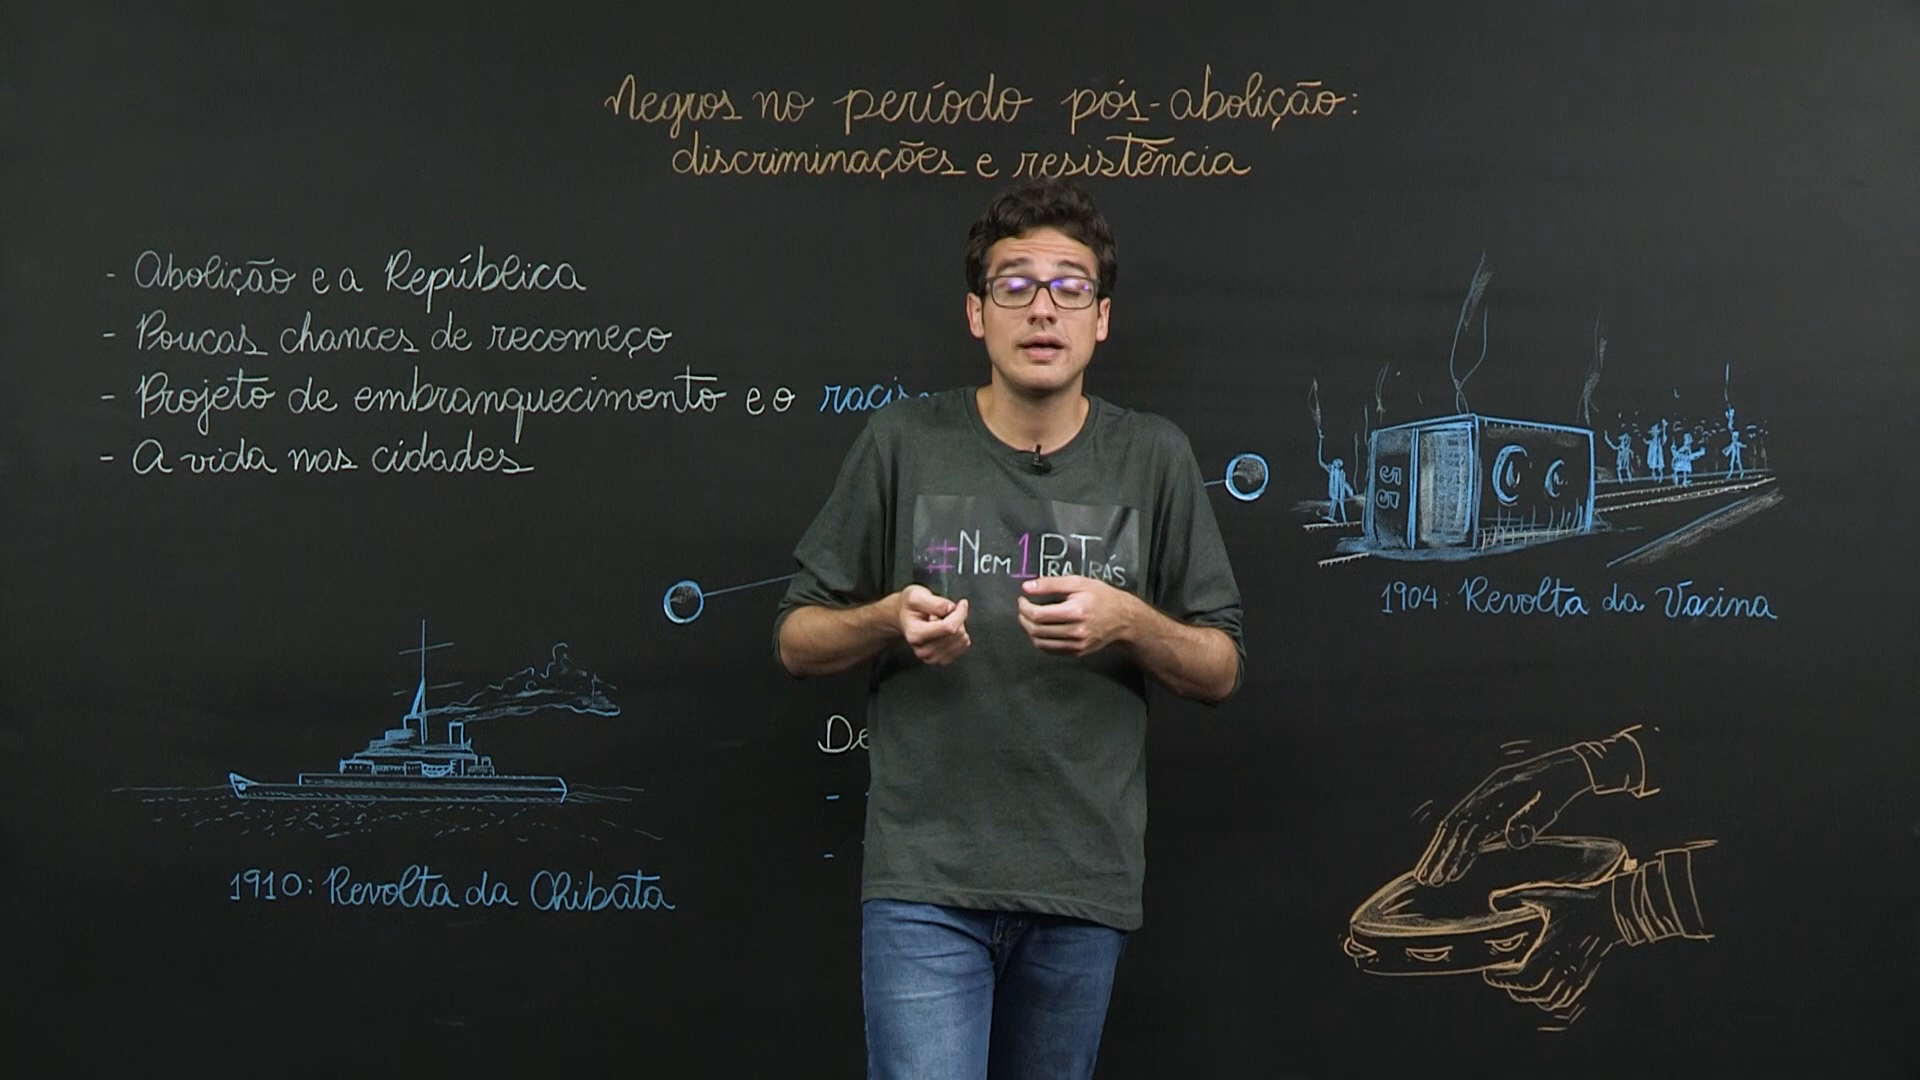 Negros no período pós-abolição:
discriminações e resistência
- Abolição e a República
- Poucas chances de recomeço
- Projeto de embranquecimento e o
- A vida nas cidades
#Nem1PraTrás
1904: Revolta da Vacina
1910: Revolta da Chibata